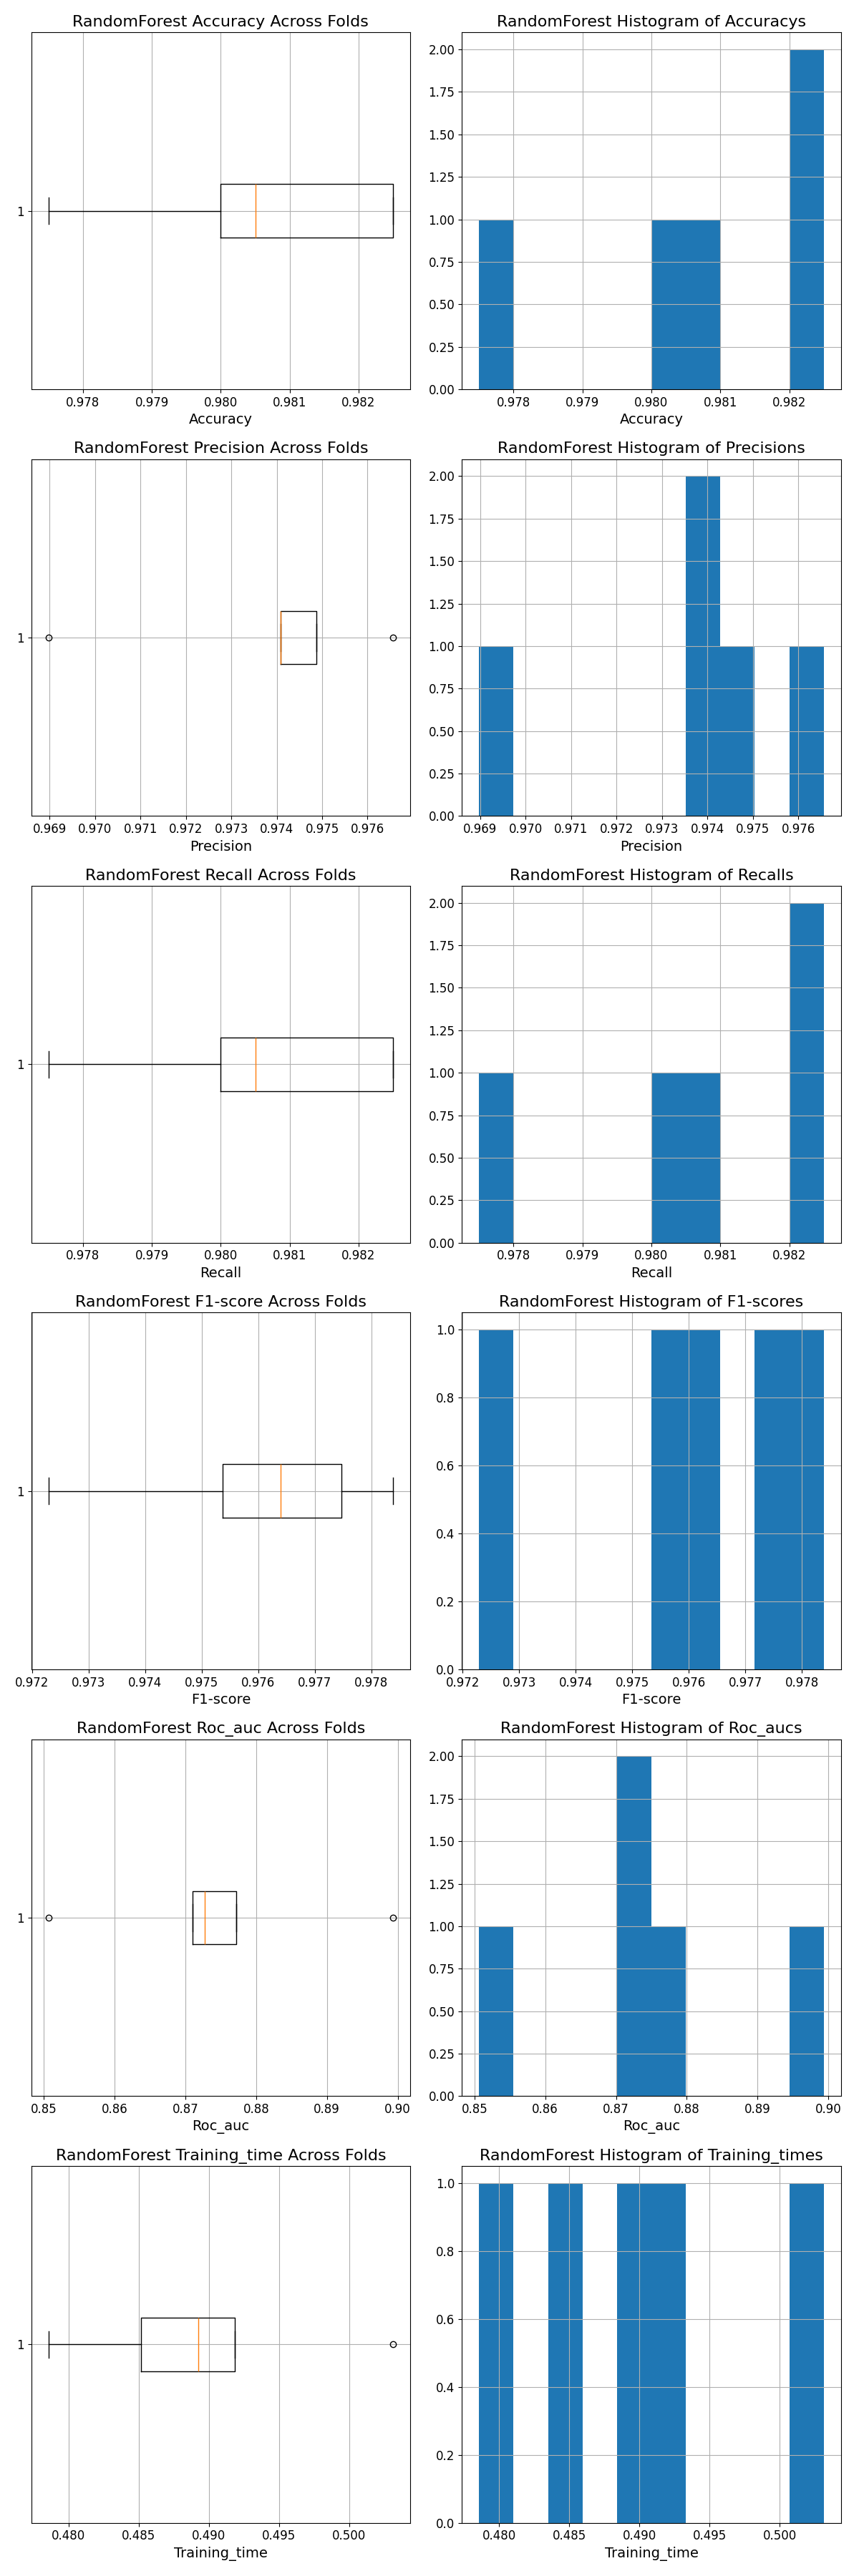 RandomForest Accuracy Across Folds
1
0.978 0.979 0.980 0.981 0.982
Accuracy
RandomForest Histogram of Accuracys
2.00
1.75
1.50
1.25
1.00
0.75
0.50
0.25
0.00
0.978 0.979 0.980 0.981 0.982
Accuracy
RandomForest Precision Across Folds
1
0.969 0.970 0.971 0.972 0.973 0.974 0.975 0.976
Precision
RandomForest Histogram of Precisions
2.00
1.75
1.50
1.25
1.00
0.75
0.50
0.25
0.00
0.969 0.970 0.971 0.972 0.973 0.974 0.975 0.976
Precision
RandomForest Recall Across Folds
1
0.978 0.979 0.980 0.981 0.982
Recall
RandomForest Histogram of Recalls
2.00
1.75
1.50
1.25
1.00
0.75
0.50
0.25
0.00
0.978 0.979 0.980 0.981 0.982
Recall
RandomForest F1-score Across Folds
1
0.972 0.973 0.974 0.975 0.976 0.977 0.978
F1-score
RandomForest Histogram of F1-scores
1.0
0.8
0.6
0.4
0.2
0.0
0.972 0.973 0.974 0.975 0.976 0.977 0.978
F1-score
RandomForest Roc_auc Across Folds
1
0.85 0.86 0.87 0.88 0.89 0.90
Roc_auc
RandomForest Histogram of Roc_aucs
2.00
1.75
1.50
1.25
1.00
0.75
0.50
0.25
0.00
0.85 0.86 0.87 0.88 0.89 0.90
Roc_auc
RandomForest Training_time Across Folds
1
0.480 0.485 0.490 0.495 0.500
Training_time
RandomForest Histogram of Training_times
1.0
0.8
0.6
0.4
0.2
0.0
0.480 0.485 0.490 0.495 0.500
Training_time